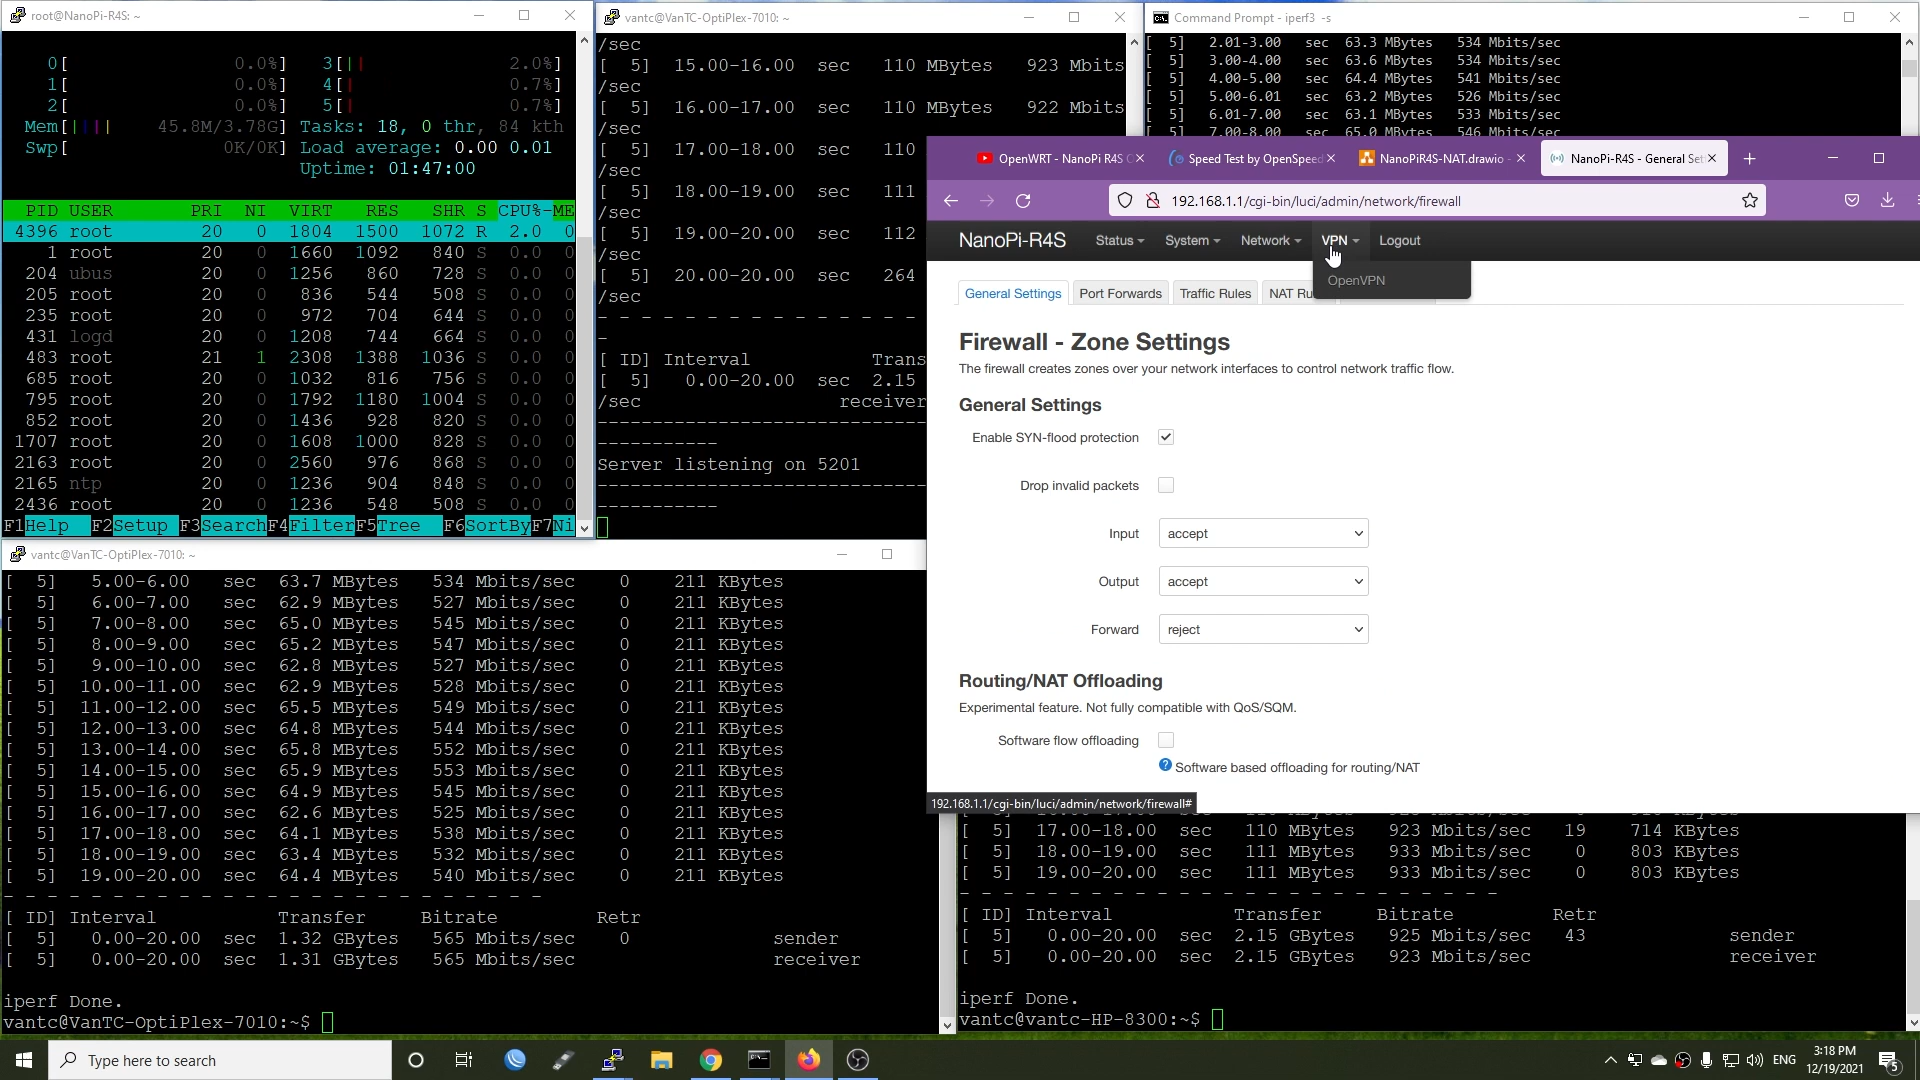 root@NanoPi-R4S: ~
0[ 0.0%] 3[|| 2.0%]
1[ 0.0%] 4[| 0.7%]
2[ 0.0%] 5[| 0.7%]
Mem[|||| 45.8M/3.78G] Tasks: 18, 0 thr, 84 kth
Swp[ 0K/0K] Load average: 0.00 0.01
Uptime: 01:47:00
PID USER PRI NI VIRT RES SHR S CPU%-ME
4396 root 20 0 1804 1500 1072 R 2.0 0
1 root 20 0 1660 1092 840 S 0.0 0
204 ubus 20 0 1256 860 728 S 0.0 0
205 root 20 0 836 544 508 S 0.0 0
235 root 20 0 972 704 644 S 0.0 0
431 logd 20 0 1208 744 664 S 0.0 0
483 root 21 1 2308 1388 1036 S 0.0 0
685 root 20 0 1032 816 756 S 0.0 0
795 root 20 0 1792 1180 1004 S 0.0 0
852 root 20 0 1436 928 820 S 0.0 0
1707 root 20 0 1608 1000 828 S 0.0 0
2163 root 20 0 2560 976 868 S 0.0 0
2165 ntp 20 0 1236 904 848 S 0.0 0
2436 root 20 0 1236 548 508 S 0.0 0
F1Help F2Setup F3SearchF4FilterF5Tree F6SortByF7Ni
vantc@VanTC-OptiPlex-7010: ~
/sec
[ 5] 15.00-16.00 sec 110 MBytes 923 Mbits
/sec
[ 5] 16.00-17.00 sec 110 MBytes 922 Mbits
/sec
[ 5] 17.00-18.00 sec 110
/sec
[ 5] 18.00-19.00 sec 111
/sec
[ 5] 19.00-20.00 sec 112
/sec
[ 5] 20.00-20.00 sec 264
/sec
- - - - - - - - - - - - - - -
-
[ ID] Interval Trans
[ 5] 0.00-20.00 sec 2.15
/sec receiver
-----------------------------
-----------
Server listening on 5201
-----------------------------
-----------
Command Prompt - iperf3 -s
[ 5] 2.01-3.00 sec 63.3 MBytes 534 Mbits/sec
[ 5] 3.00-4.00 sec 63.6 MBytes 534 Mbits/sec
[ 5] 4.00-5.00 sec 64.4 MBytes 541 Mbits/sec
[ 5] 5.00-6.01 sec 63.2 MBytes 526 Mbits/sec
[ 5] 6.01-7.00 sec 63.1 MBytes 533 Mbits/sec
[ 5] 7.00-8.00 sec 65.0 MBytes 546 Mbits/sec
OpenWRT - NanoPi R4S
Speed Test by OpenSpeed
NanoPiR4S-NAT.drawio -
NanoPi-R4S - General Set
192.168.1.1/cgi-bin/luci/admin/network/firewall
NanoPi-R4S Status System Network VPN Logout
OpenVPN
General Settings Port Forwards Traffic Rules NAT Ru
Firewall - Zone Settings
The firewall creates zones over your network interfaces to control network traffic flow.
General Settings
Enable SYN-flood protection
Drop invalid packets
Input accept
Output accept
Forward reject
Routing/NAT Offloading
Experimental feature. Not fully compatible with QoS/SQM.
Software flow offloading
Software based offloading for routing/NAT
192.168.1.1/cgi-bin/luci/admin/network/firewall#
vantc@VanTC-OptiPlex-7010: ~
[ 5] 5.00-6.00 sec 63.7 MBytes 534 Mbits/sec 0 211 KBytes
[ 5] 6.00-7.00 sec 62.9 MBytes 527 Mbits/sec 0 211 KBytes
[ 5] 7.00-8.00 sec 65.0 MBytes 545 Mbits/sec 0 211 KBytes
[ 5] 8.00-9.00 sec 65.2 MBytes 547 Mbits/sec 0 211 KBytes
[ 5] 9.00-10.00 sec 62.8 MBytes 527 Mbits/sec 0 211 KBytes
[ 5] 10.00-11.00 sec 62.9 MBytes 528 Mbits/sec 0 211 KBytes
[ 5] 11.00-12.00 sec 65.5 MBytes 549 Mbits/sec 0 211 KBytes
[ 5] 12.00-13.00 sec 64.8 MBytes 544 Mbits/sec 0 211 KBytes
[ 5] 13.00-14.00 sec 65.8 MBytes 552 Mbits/sec 0 211 KBytes
[ 5] 14.00-15.00 sec 65.9 MBytes 553 Mbits/sec 0 211 KBytes
[ 5] 15.00-16.00 sec 64.9 MBytes 545 Mbits/sec 0 211 KBytes
[ 5] 16.00-17.00 sec 62.6 MBytes 525 Mbits/sec 0 211 KBytes
[ 5] 17.00-18.00 sec 64.1 MBytes 538 Mbits/sec 0 211 KBytes
[ 5] 18.00-19.00 sec 63.4 MBytes 532 Mbits/sec 0 211 KBytes
[ 5] 19.00-20.00 sec 64.4 MBytes 540 Mbits/sec 0 211 KBytes
- - - - - - - - - - - - - - - - - - - - - - - - -
[ ID] Interval Transfer Bitrate Retr
[ 5] 0.00-20.00 sec 1.32 GBytes 565 Mbits/sec 0 sender
[ 5] 0.00-20.00 sec 1.31 GBytes 565 Mbits/sec receiver
iperf Done.
vantc@VanTC-OptiPlex-7010:~$
[ 5] 17.00-18.00 sec 110 MBytes 923 Mbits/sec 19 714 KBytes
[ 5] 18.00-19.00 sec 111 MBytes 933 Mbits/sec 0 803 KBytes
[ 5] 19.00-20.00 sec 111 MBytes 933 Mbits/sec 0 803 KBytes
- - - - - - - - - - - - - - - - - - - - - - - - -
[ ID] Interval Transfer Bitrate Retr
[ 5] 0.00-20.00 sec 2.15 GBytes 925 Mbits/sec 43 sender
[ 5] 0.00-20.00 sec 2.15 GBytes 923 Mbits/sec receiver
iperf Done.
vantc@vantc-HP-8300:~$
Type here to search
ENG
3:18 PM
12/19/2021
5